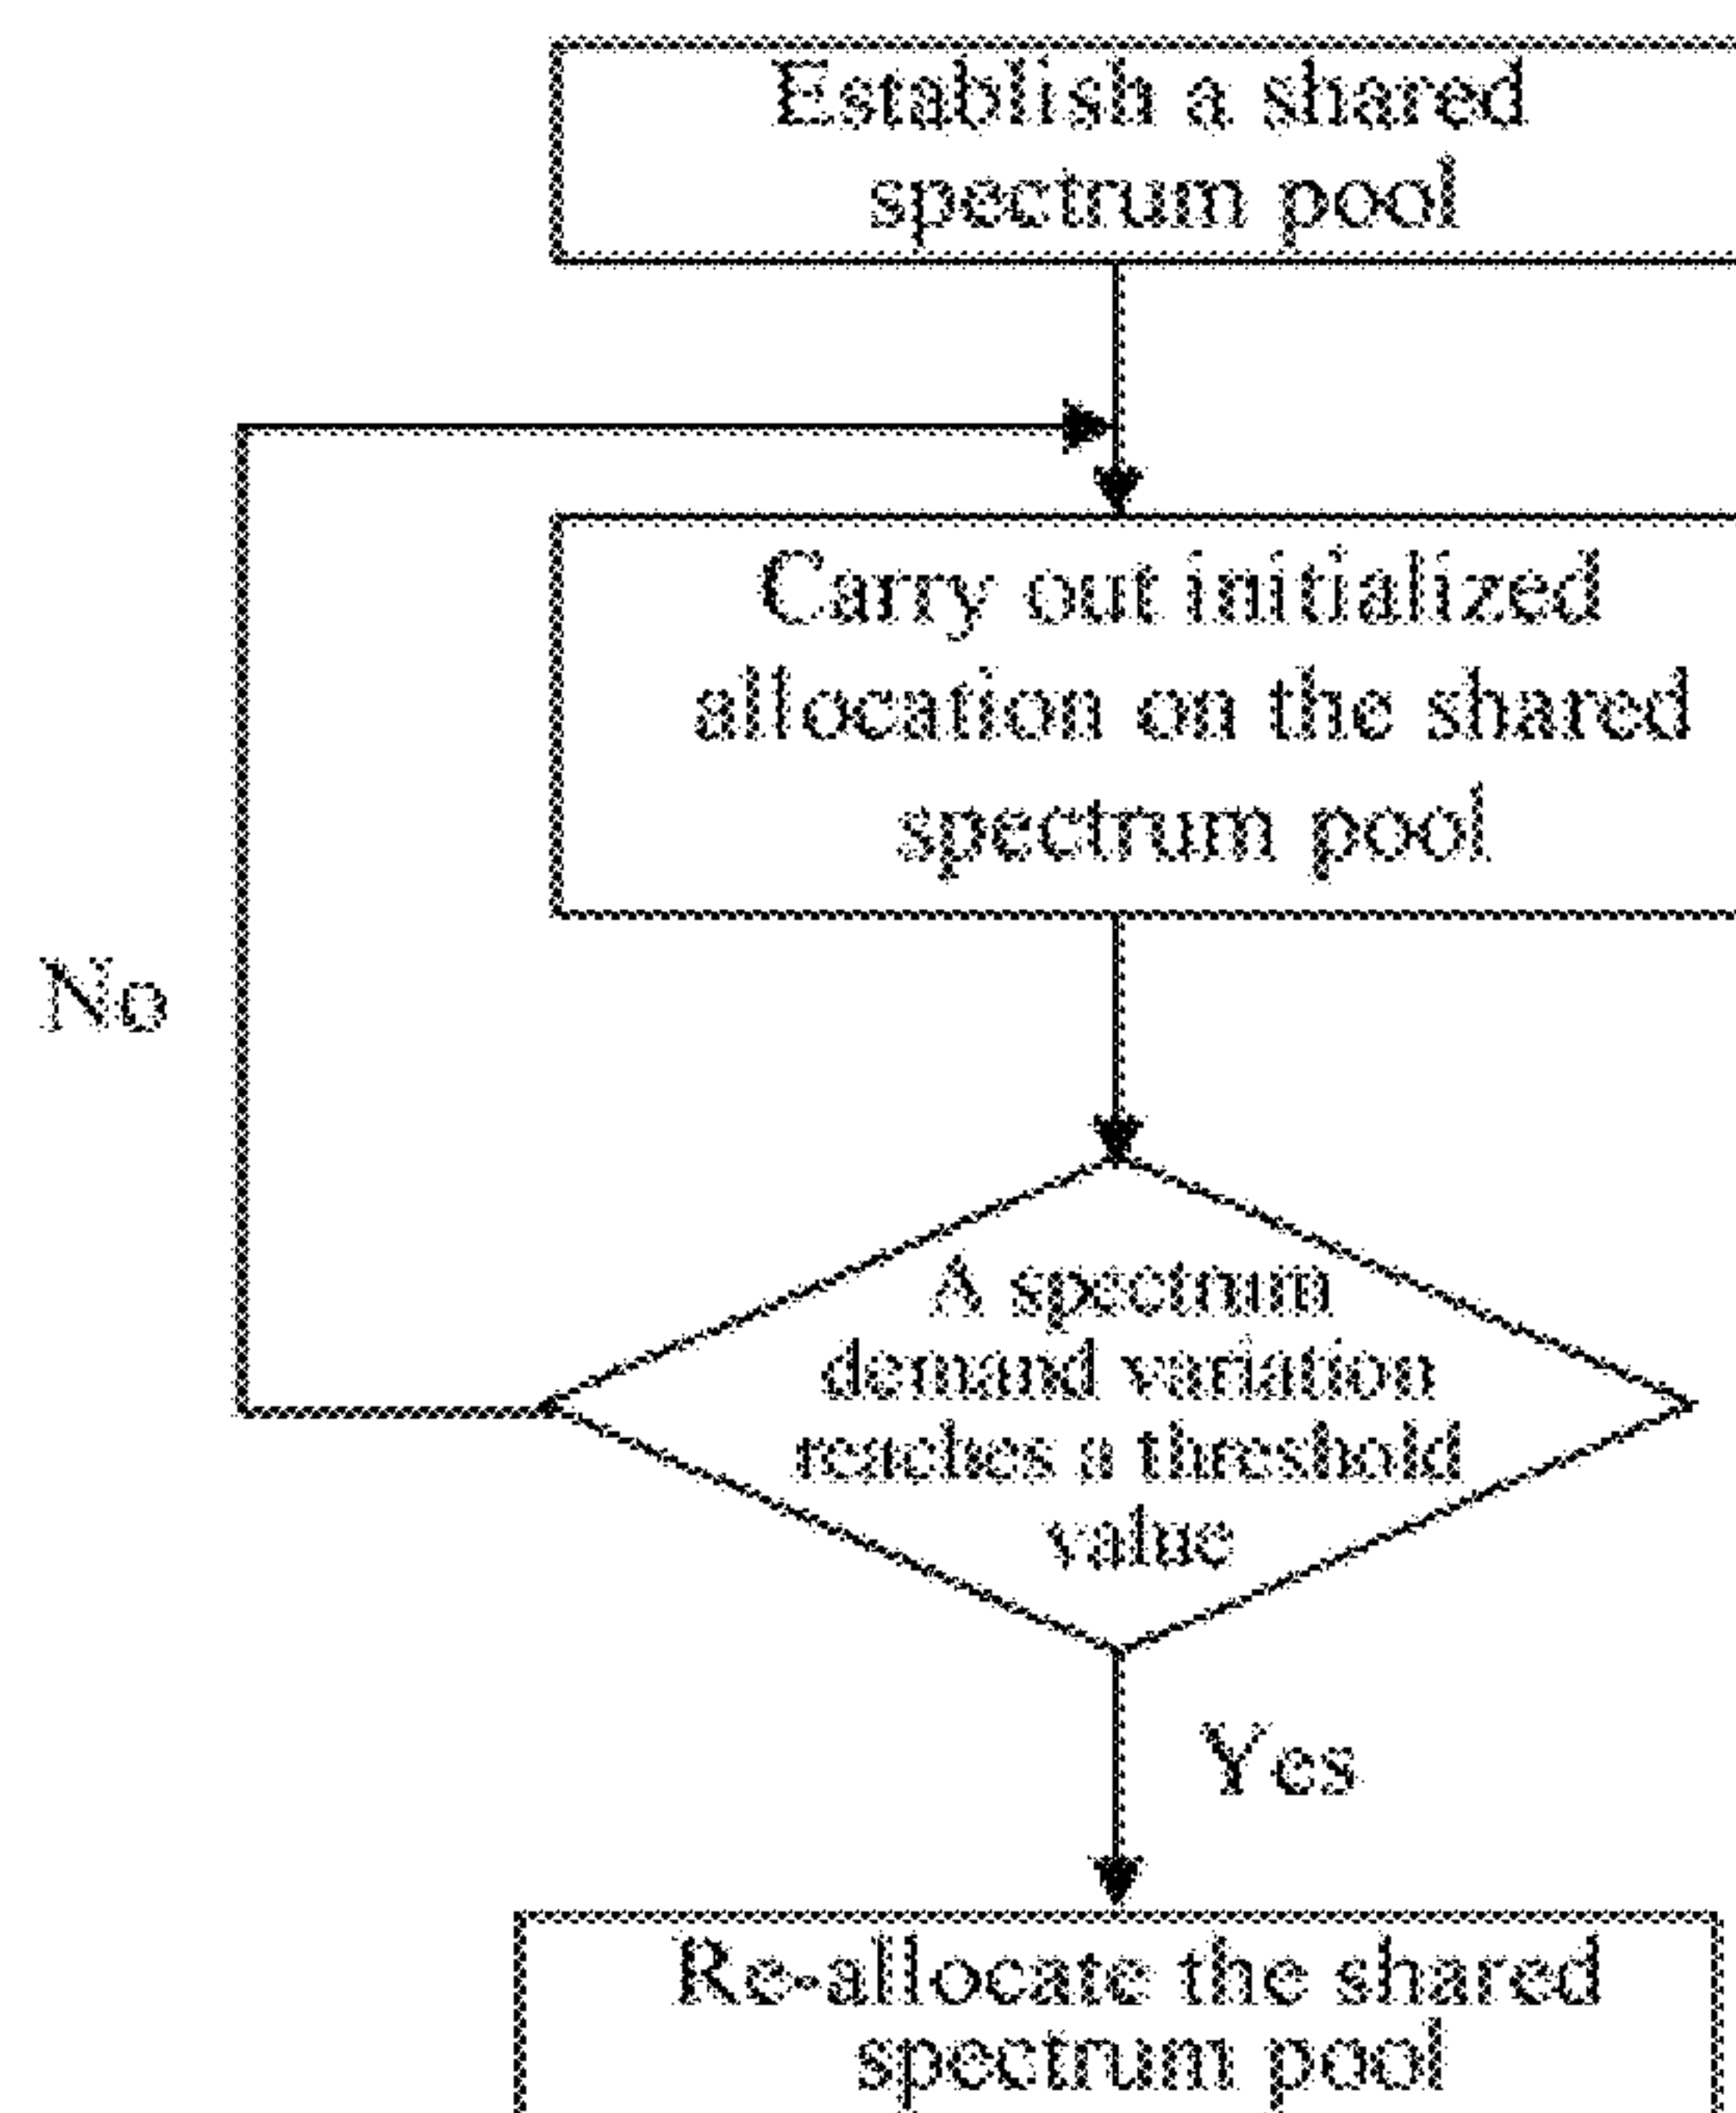 Establish a shared
spectrum pool
Carry out initialized
allocation on the shared
spectrum pool
No
A spectrum
demand variation
reaches a threshold
value
Yes
Re-allocate the shared
spectrum pool